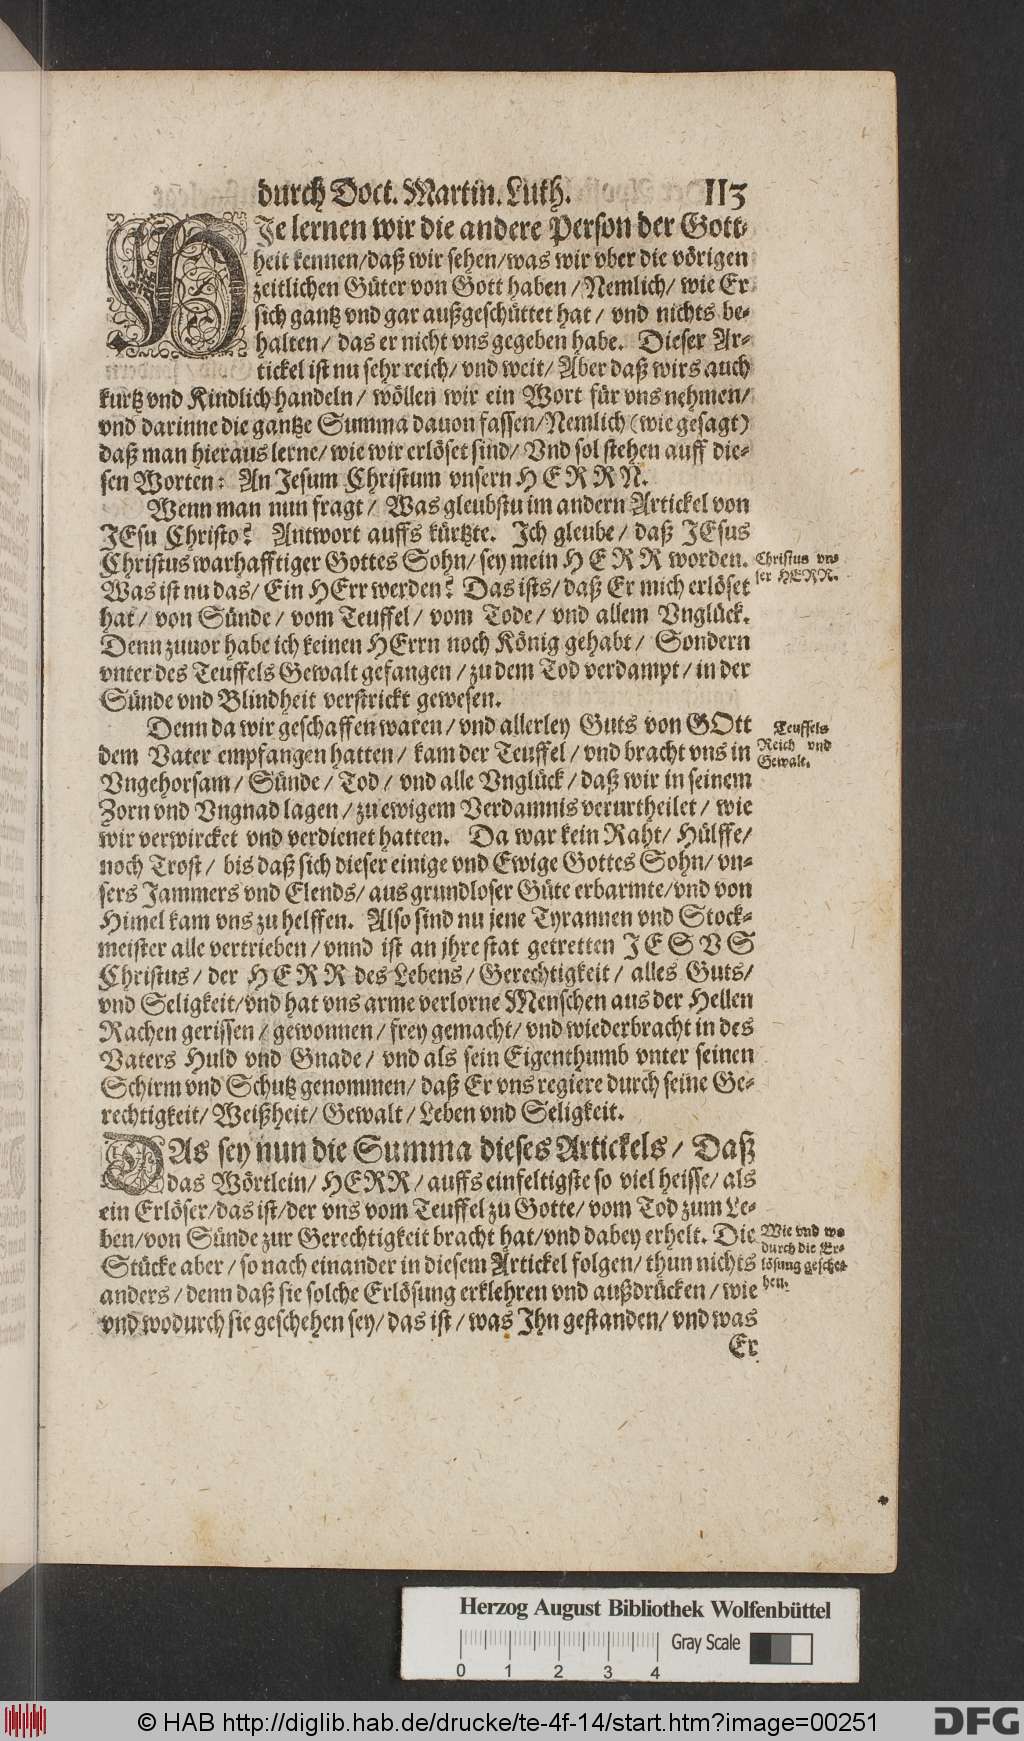 durch Doct. Martin. Luth. 113
HJe lernen wir die andere Person der Gott-
heit kennen/daß wir sehen/was wir vber die vörigen
zeitlichen Güter von Gott haben/Nemlich/ wie Er
sich gantz vnd gar außgeschüttet hat/ vnd nichts be-
halten/ das er nicht vns gegeben habe. Dieser Ar-
tickel ist nu sehr reich/ vnd weit/ Aber daß wirs auch
kurtz vnd Kindlich handeln/ wöllen wir ein Wort für vns nehmen/
vnd darinne die gantze Summa dauon fassen/Nemlich (wie gesagt)
daß man hieraus lerne/ wie wir erlöset sind/ Vnd sol stehen auff die-
sen Worten: An Jesum Christum vnsern HERRN.
Wenn man nun fragt/ Was gleubstu im andern Artickel von
JEsu Christo? Antwort auffs kürtzte. Jch gleube/ daß JEsus
Christus warhafftiger Gottes Sohn/ sey mein HERR worden.
Christus vn-
ser HERR.
Was ist nu das/ Ein HErr werden? Das ists/ daß Er mich erlöset
hat/ von Sünde/ vom Teuffel/ vom Tode/ vnd allem Vnglück.
Denn zuuor habe ich keinen HErrn noch König gehabt/ Sondern
vnter des Teuffels Gewalt gefangen/ zu dem Tod verdampt/ in der
Sünde vnd Blindheit verstrickt gewesen.
Denn da wir geschaffen waren/ vnd allerley Guts von GOtt
Teuffels
Reich vnd
Gewalt.
dem Vater empfangen hatten/ kam der Teuffel/ vnd bracht vns in
Vngehorsam/ Sünde/ Tod/ vnd alle Vnglück/ daß wir in seinem
Zorn vnd Vngnad lagen/ zu ewigem Verdamnis verurtheilet/ wie
wir verwircket vnd verdienet hatten. Da war kein Raht/ Hülffe/
noch Trost/ bis daß sich dieser einige vnd Ewige Gottes Sohn/ vn-
sers Jammers vnd Elends/ aus grundloser Güte erbarmte/vnd von
Himel kam vns zu helffen. Also sind nu jene Tyrannen vnd Stock-
meister alle vertrieben/ vnnd ist an jhre stat getretten JESVS
Christus/ der HERR des Lebens/ Gerechtigkeit/ alles Guts/
vnd Seligkeit/vnd hat vns arme verlorne Menschen aus der Hellen
Rachen gerissen/ gewonnen/ frey gemacht/ vnd wiederbracht in des
Vaters Huld vnd Gnade/ vnd als sein Eigenthumb vnter seinen
Schirm vnd Schutz genommen/ daß Er vns regiere durch seine Ge-
rechtigkeit/ Weißheit/ Gewalt/ Leben vnd Seligkeit.
DAs sey nun die Summa dieses Artickels/ Daß
das Wörtlein/ HERR/ auffs einfeltigste so viel heisse/ als
ein Erlöser/das ist/der vns vom Teuffel zu Gotte/ vom Tod zum Le-
ben/von Sünde zur Gerechtigkeit bracht hat/vnd dabey erhelt. Die
Wie vnd wo
durch die Er-
lösung gesche-
hen.
Stücke aber/ so nach einander in diesem Artickel folgen/ thun nichts
anders/ denn daß sie solche Erlösung erklehren vnd außdrücken/ wie
vnd wodurch sie geschehen sey/ das ist/ was Jhn gestanden/ vnd was
Er
Herzog August Bibliothek Wolfenbüttel
Gray Scale
0 1 2 3 4
© HAB http://diglib.hab.de/drucke/te-4f-14/start.htm?image=00251
DFG